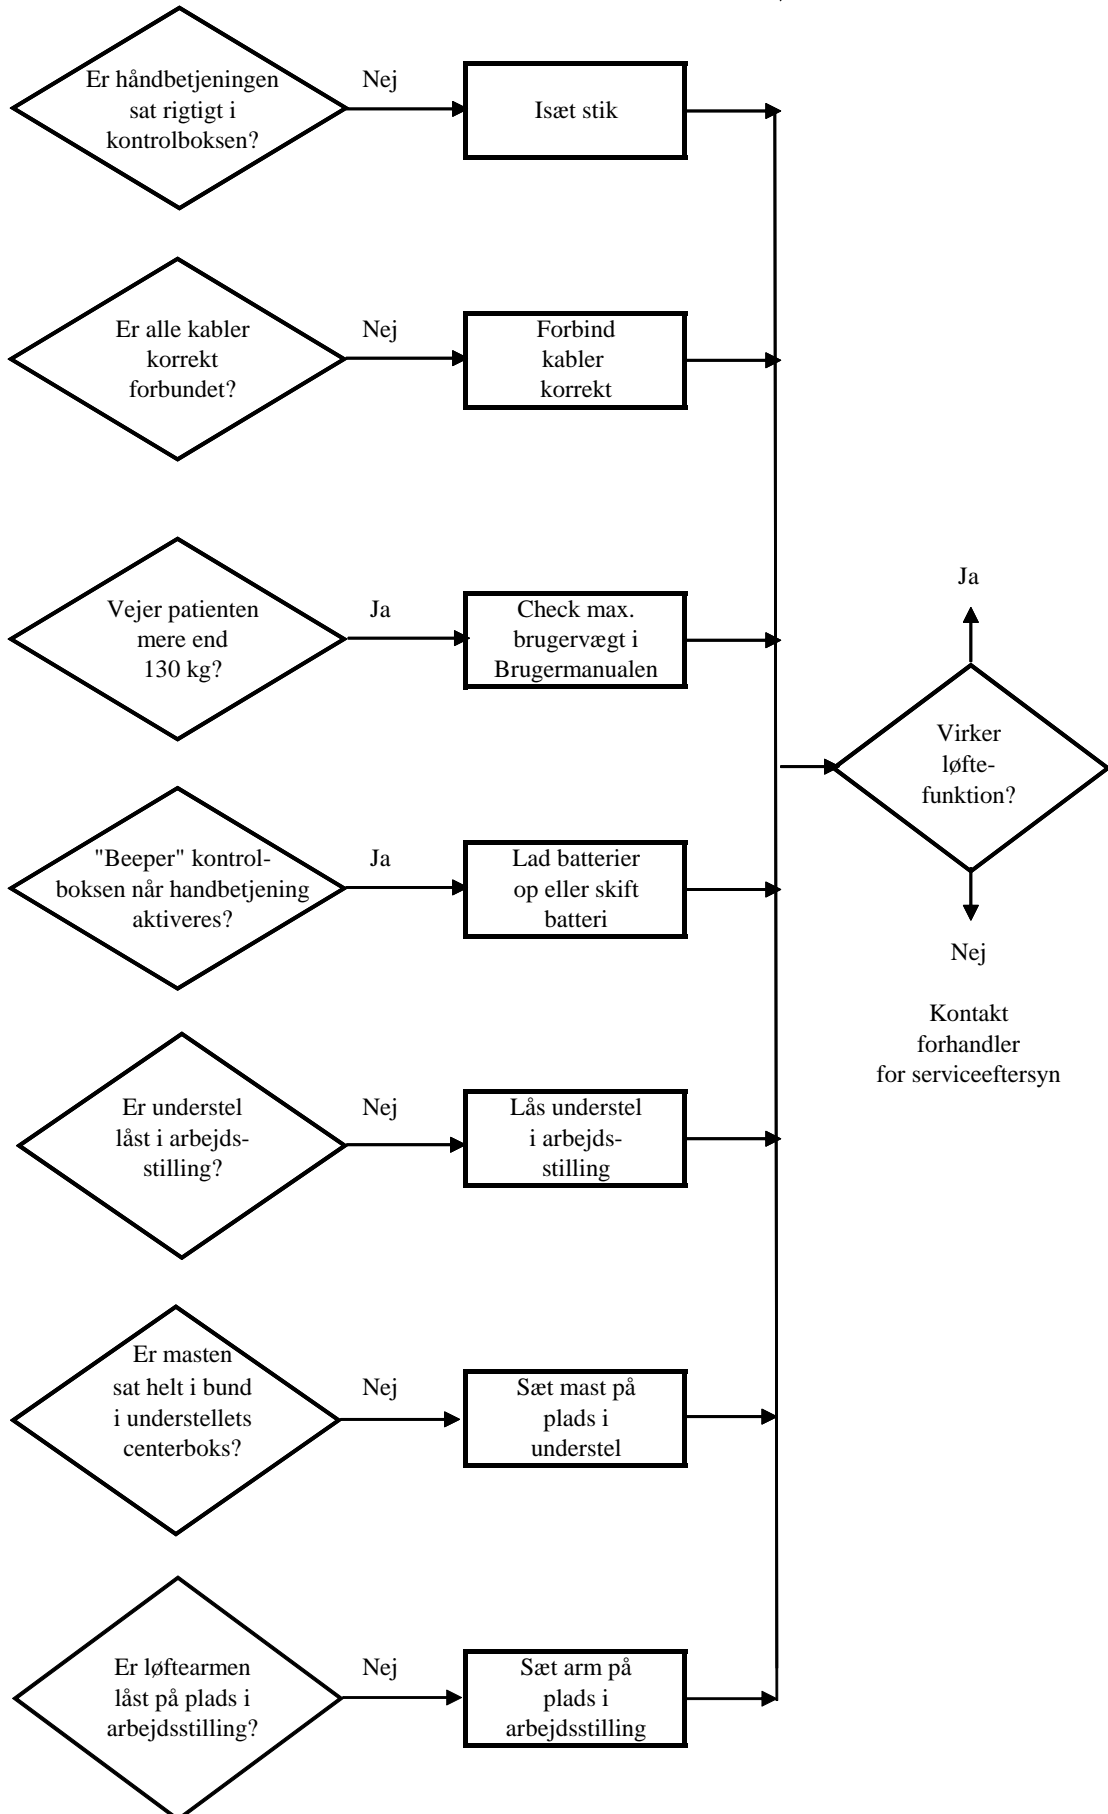 Er håndbetjeningen
sat rigtigt i
kontrolboksen?
Nej
Isæt stik
Er alle kabler
korrekt
forbundet?
Nej
Forbind
kabler
korrekt
Vejer patienten
mere end
130 kg?
Ja
Check max.
brugervægt i
Brugermanualen
Ja
Virker
løfte-
funktion?
"Beeper" kontrol-
boksen når handbetjening
aktiveres?
Ja
Lad batterier
op eller skift
batteri
Nej
Kontakt
forhandler
for serviceeftersyn
Er understel
låst i arbejds-
stilling?
Nej
Lås understel
i arbejds-
stilling
Er masten
sat helt i bund
i understellets
centerboks?
Nej
Sæt mast på
plads i
understel
Er løftearmen
låst på plads i
arbejdsstilling?
Nej
Sæt arm på
plads i
arbejdsstilling